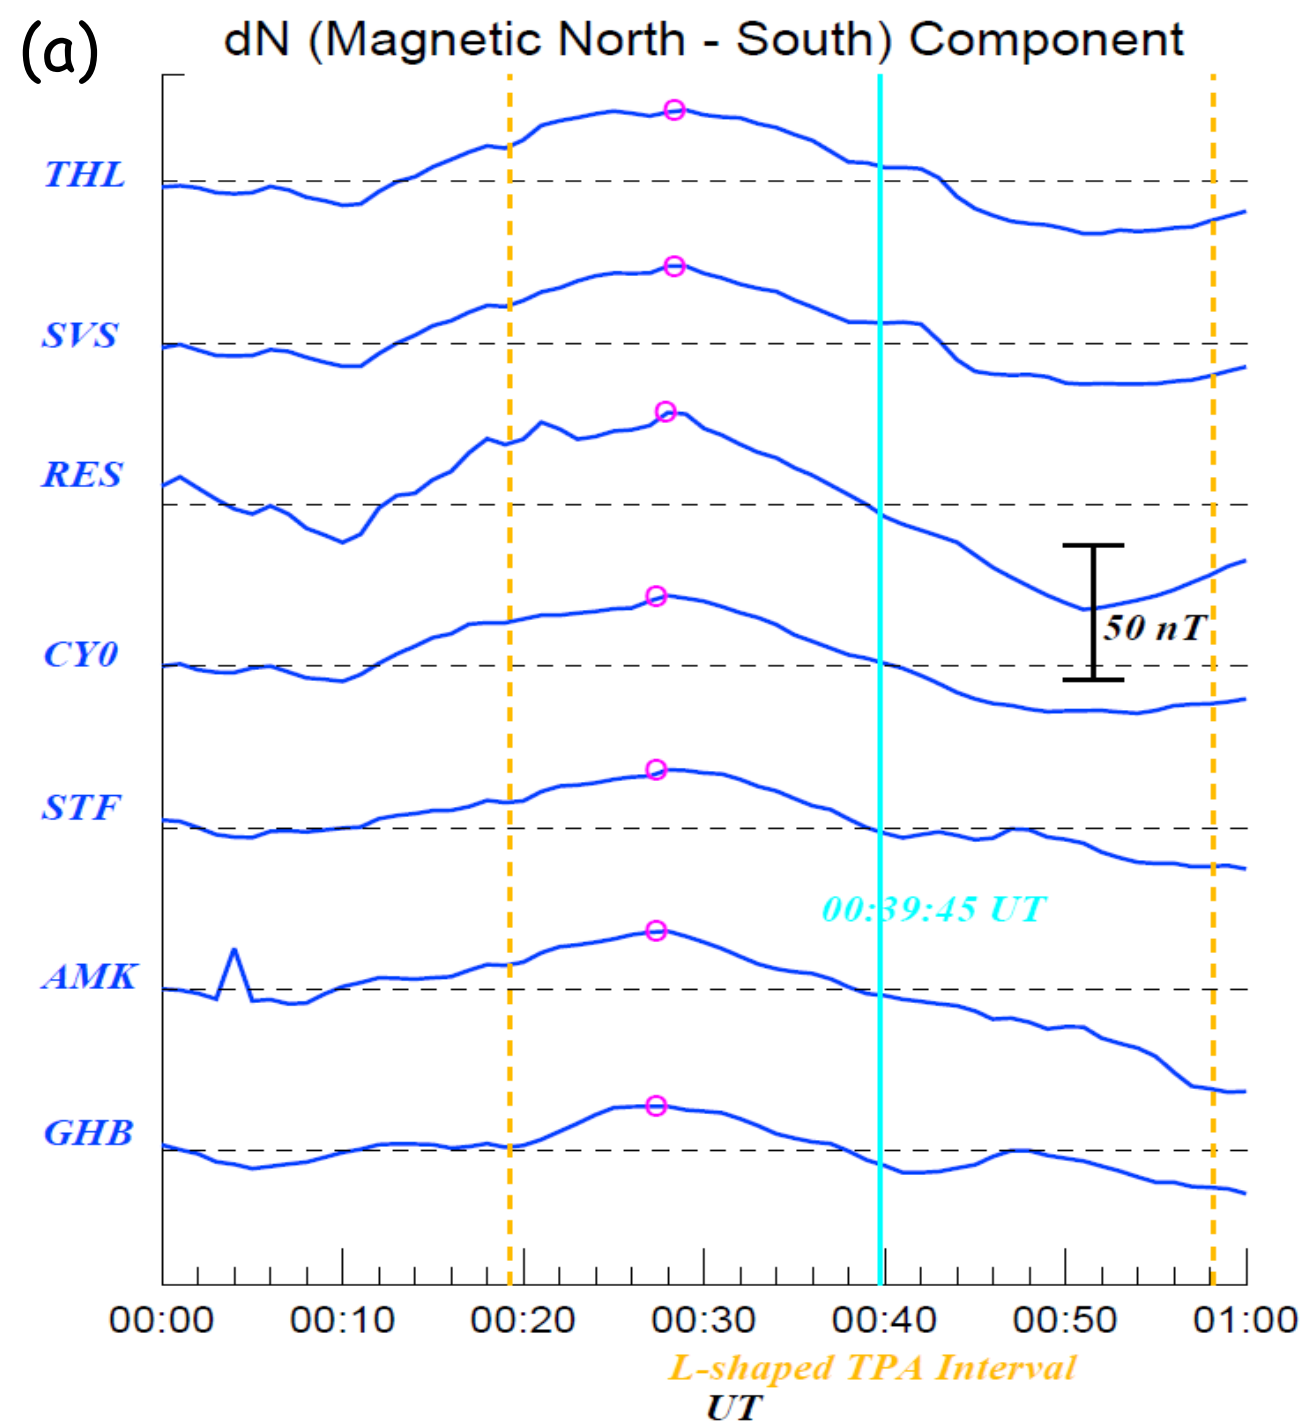 (a) dN (Magnetic North - South) Component
THL
SVS
RES
50 nT
CY0
STF
00:39:45 UT
AMK
GHB
00:00 00:10 00:20 00:30 00:40 00:50 01:00
L-shaped TPA Interval
UT